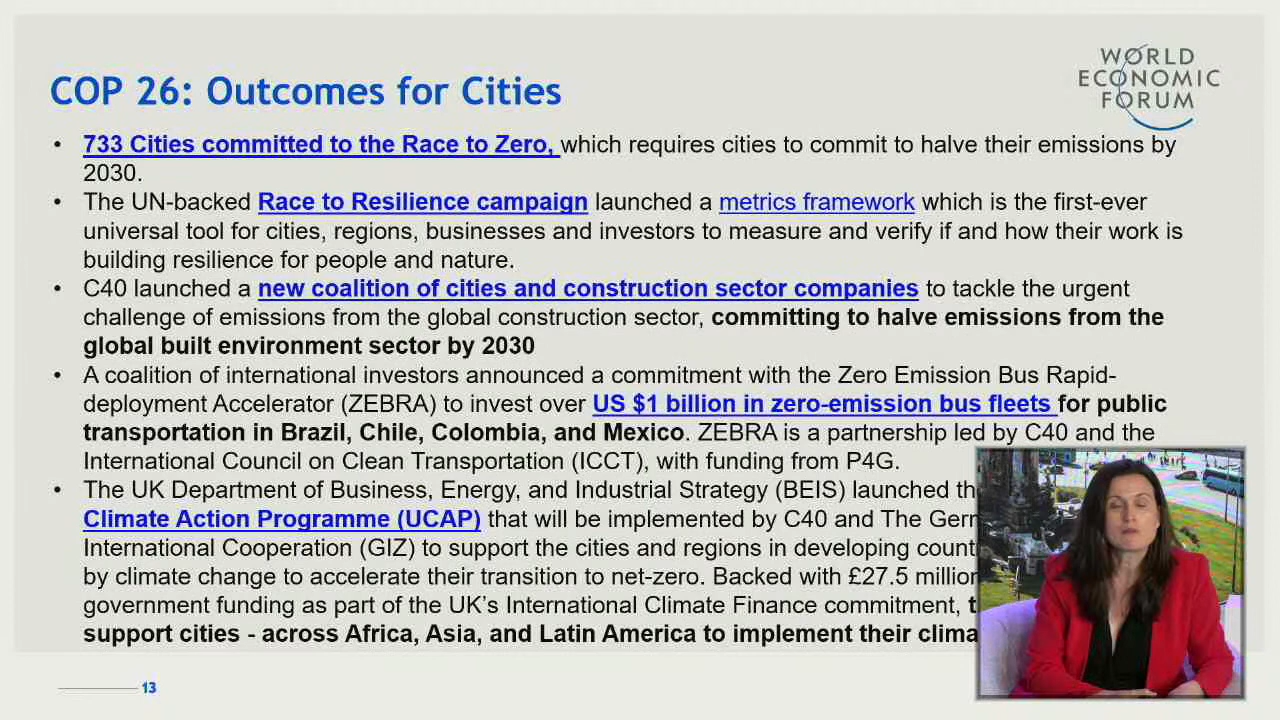 WORLD
ECONOMIC
FORUM
COP 26: Outcomes for Cities
• 733 Cities committed to the Race to Zero, which requires cities to commit to halve their emissions by
2030.
• The UN-backed Race to Resilience campaign launched a metrics framework which is the first-ever
universal tool for cities, regions, businesses and investors to measure and verify if and how their work is
building resilience for people and nature.
• C40 launched a new coalition of cities and construction sector companies to tackle the urgent
challenge of emissions from the global construction sector, committing to halve emissions from the
global built environment sector by 2030
• A coalition of international investors announced a commitment with the Zero Emission Bus Rapid-
deployment Accelerator (ZEBRA) to invest over US $1 billion in zero-emission bus fleets for public
transportation in Brazil, Chile, Colombia, and Mexico. ZEBRA is a partnership led by C40 and the
International Council on Clean Transportation (ICCT), with funding from P4G.
• The UK Department of Business, Energy, and Industrial Strategy (BEIS) launched
Climate Action Programme (UCAP) that will be implemented by C40 and The
International Cooperation (GIZ) to support the cities and regions in developing
by climate change to accelerate their transition to net-zero. Backed with £27.5 million
government funding as part of the UK's International Climate Finance commitment,
support cities - across Africa, Asia, and Latin America to implement their
13